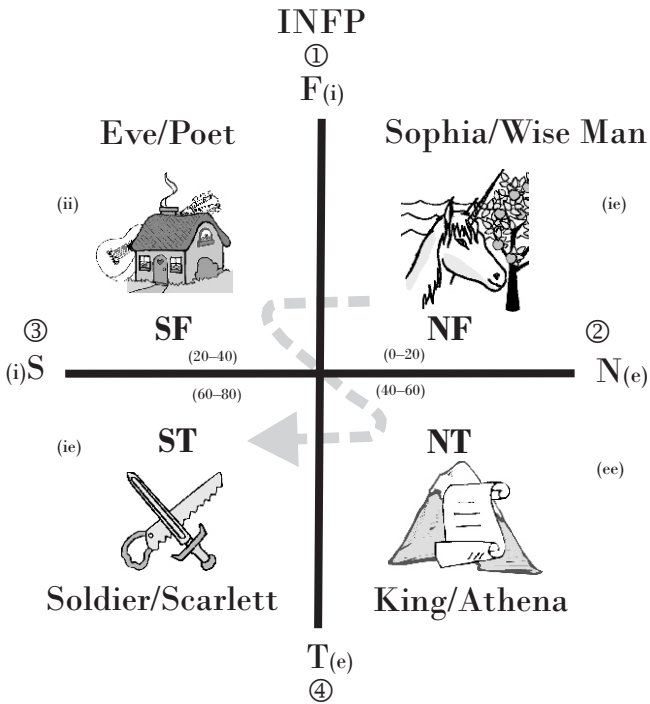 INFP
①
F(i)
Eve/Poet
Sophia/Wise Man
(ii)
(ie)
SF
NF
③
②
(20–40)
(0–20)
(i)S
N(e)
(60–80)
(40–60)
ST
NT
(ie)
(ee)
Soldier/Scarlett
King/Athena
T(e)
④